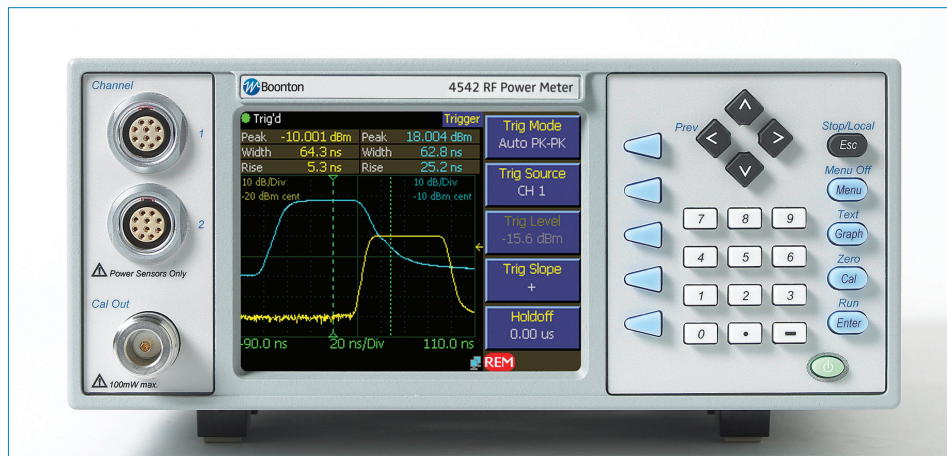 Channel
1
2
Power Sensors Only
Cal Out
100mW max.
Boonton
4542 RF Power Meter
Trig'd
Trigger
Peak -10.001 dBm Peak 18.004 dBm
Width 64.3 ns Width 62.8 ns
Rise 5.3 ns Rise 25.2 ns
10 dB/Div 10 dB/Div
-20 dBm cent -10 dBm cent
-90.0 ns 20 ns/Div 110.0 ns
REM
Trig Mode
Auto PK-PK
Trig Source
CH 1
Trig Level
-15.6 dBm
Trig Slope
+
Holdoff
0.00 us
Prev
Stop/Local
Esc
Menu Off
Menu
Text
Graph
Zero
Cal
Run
Enter
7 8 9
4 5 6
1 2 3
0 • -